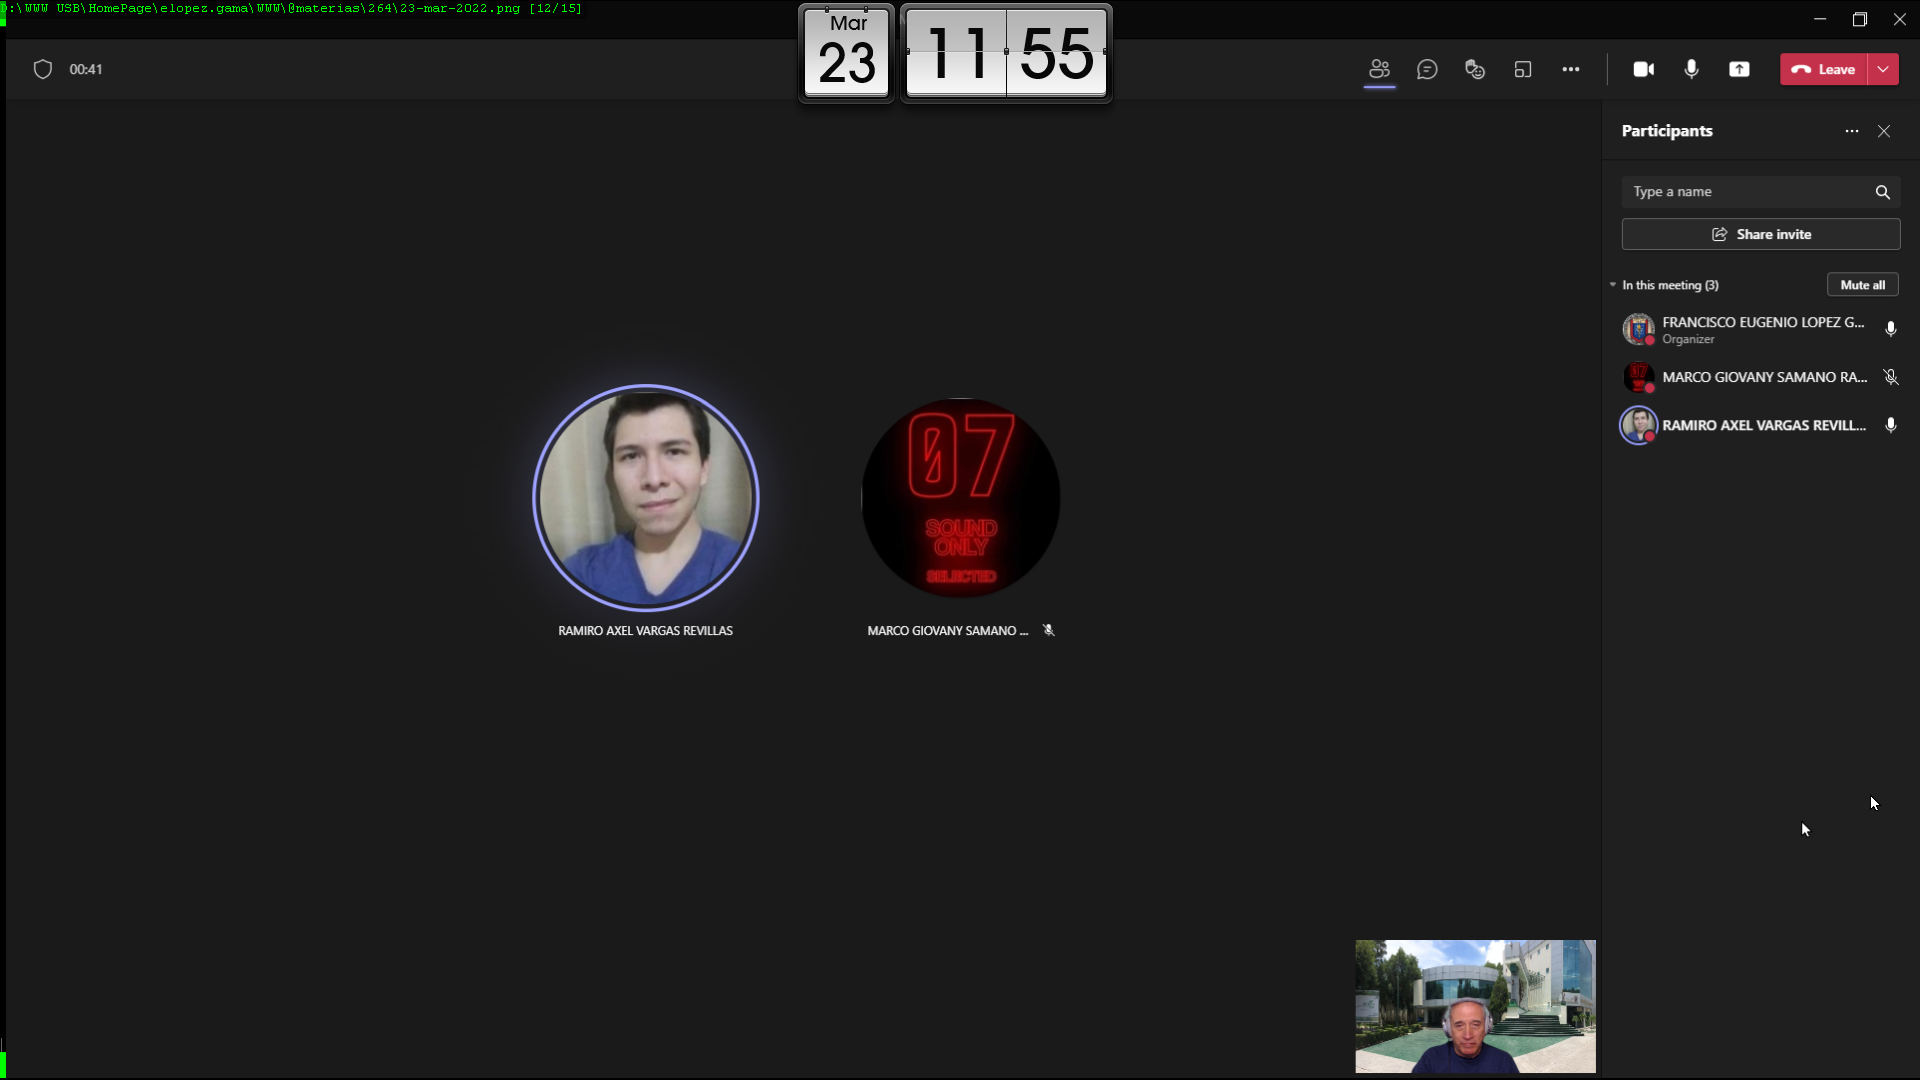 D:\WWW USB\HomePage\elopez.gama\WWW\@materias\264\23-mar-2022.png [12/15]
Mar
23
11 55
00:41
Leave
Participants
Type a name
Share invite
In this meeting (3)
Mute all
FRANCISCO EUGENIO LOPEZ G...
Organizer
MARCO GIOVANY SAMANO RA...
RAMIRO AXEL VARGAS REVILL...
07
SOUND
ONLY
SELECTED
RAMIRO AXEL VARGAS REVILLAS
MARCO GIOVANY SAMANO ...